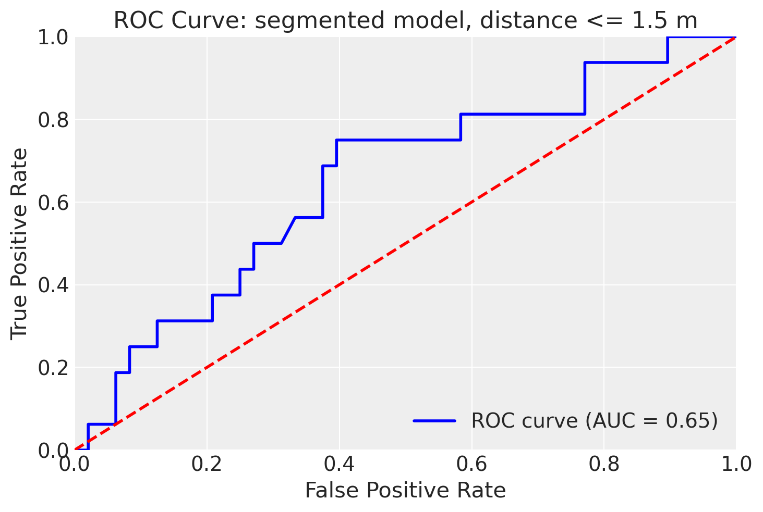 ROC Curve: segmented model, distance <= 1.5 m
True Positive Rate
1.0
0.8
0.6
0.4
0.2
0.0
ROC curve (AUC = 0.65)
0.0 0.2 0.4 0.6 0.8 1.0
False Positive Rate